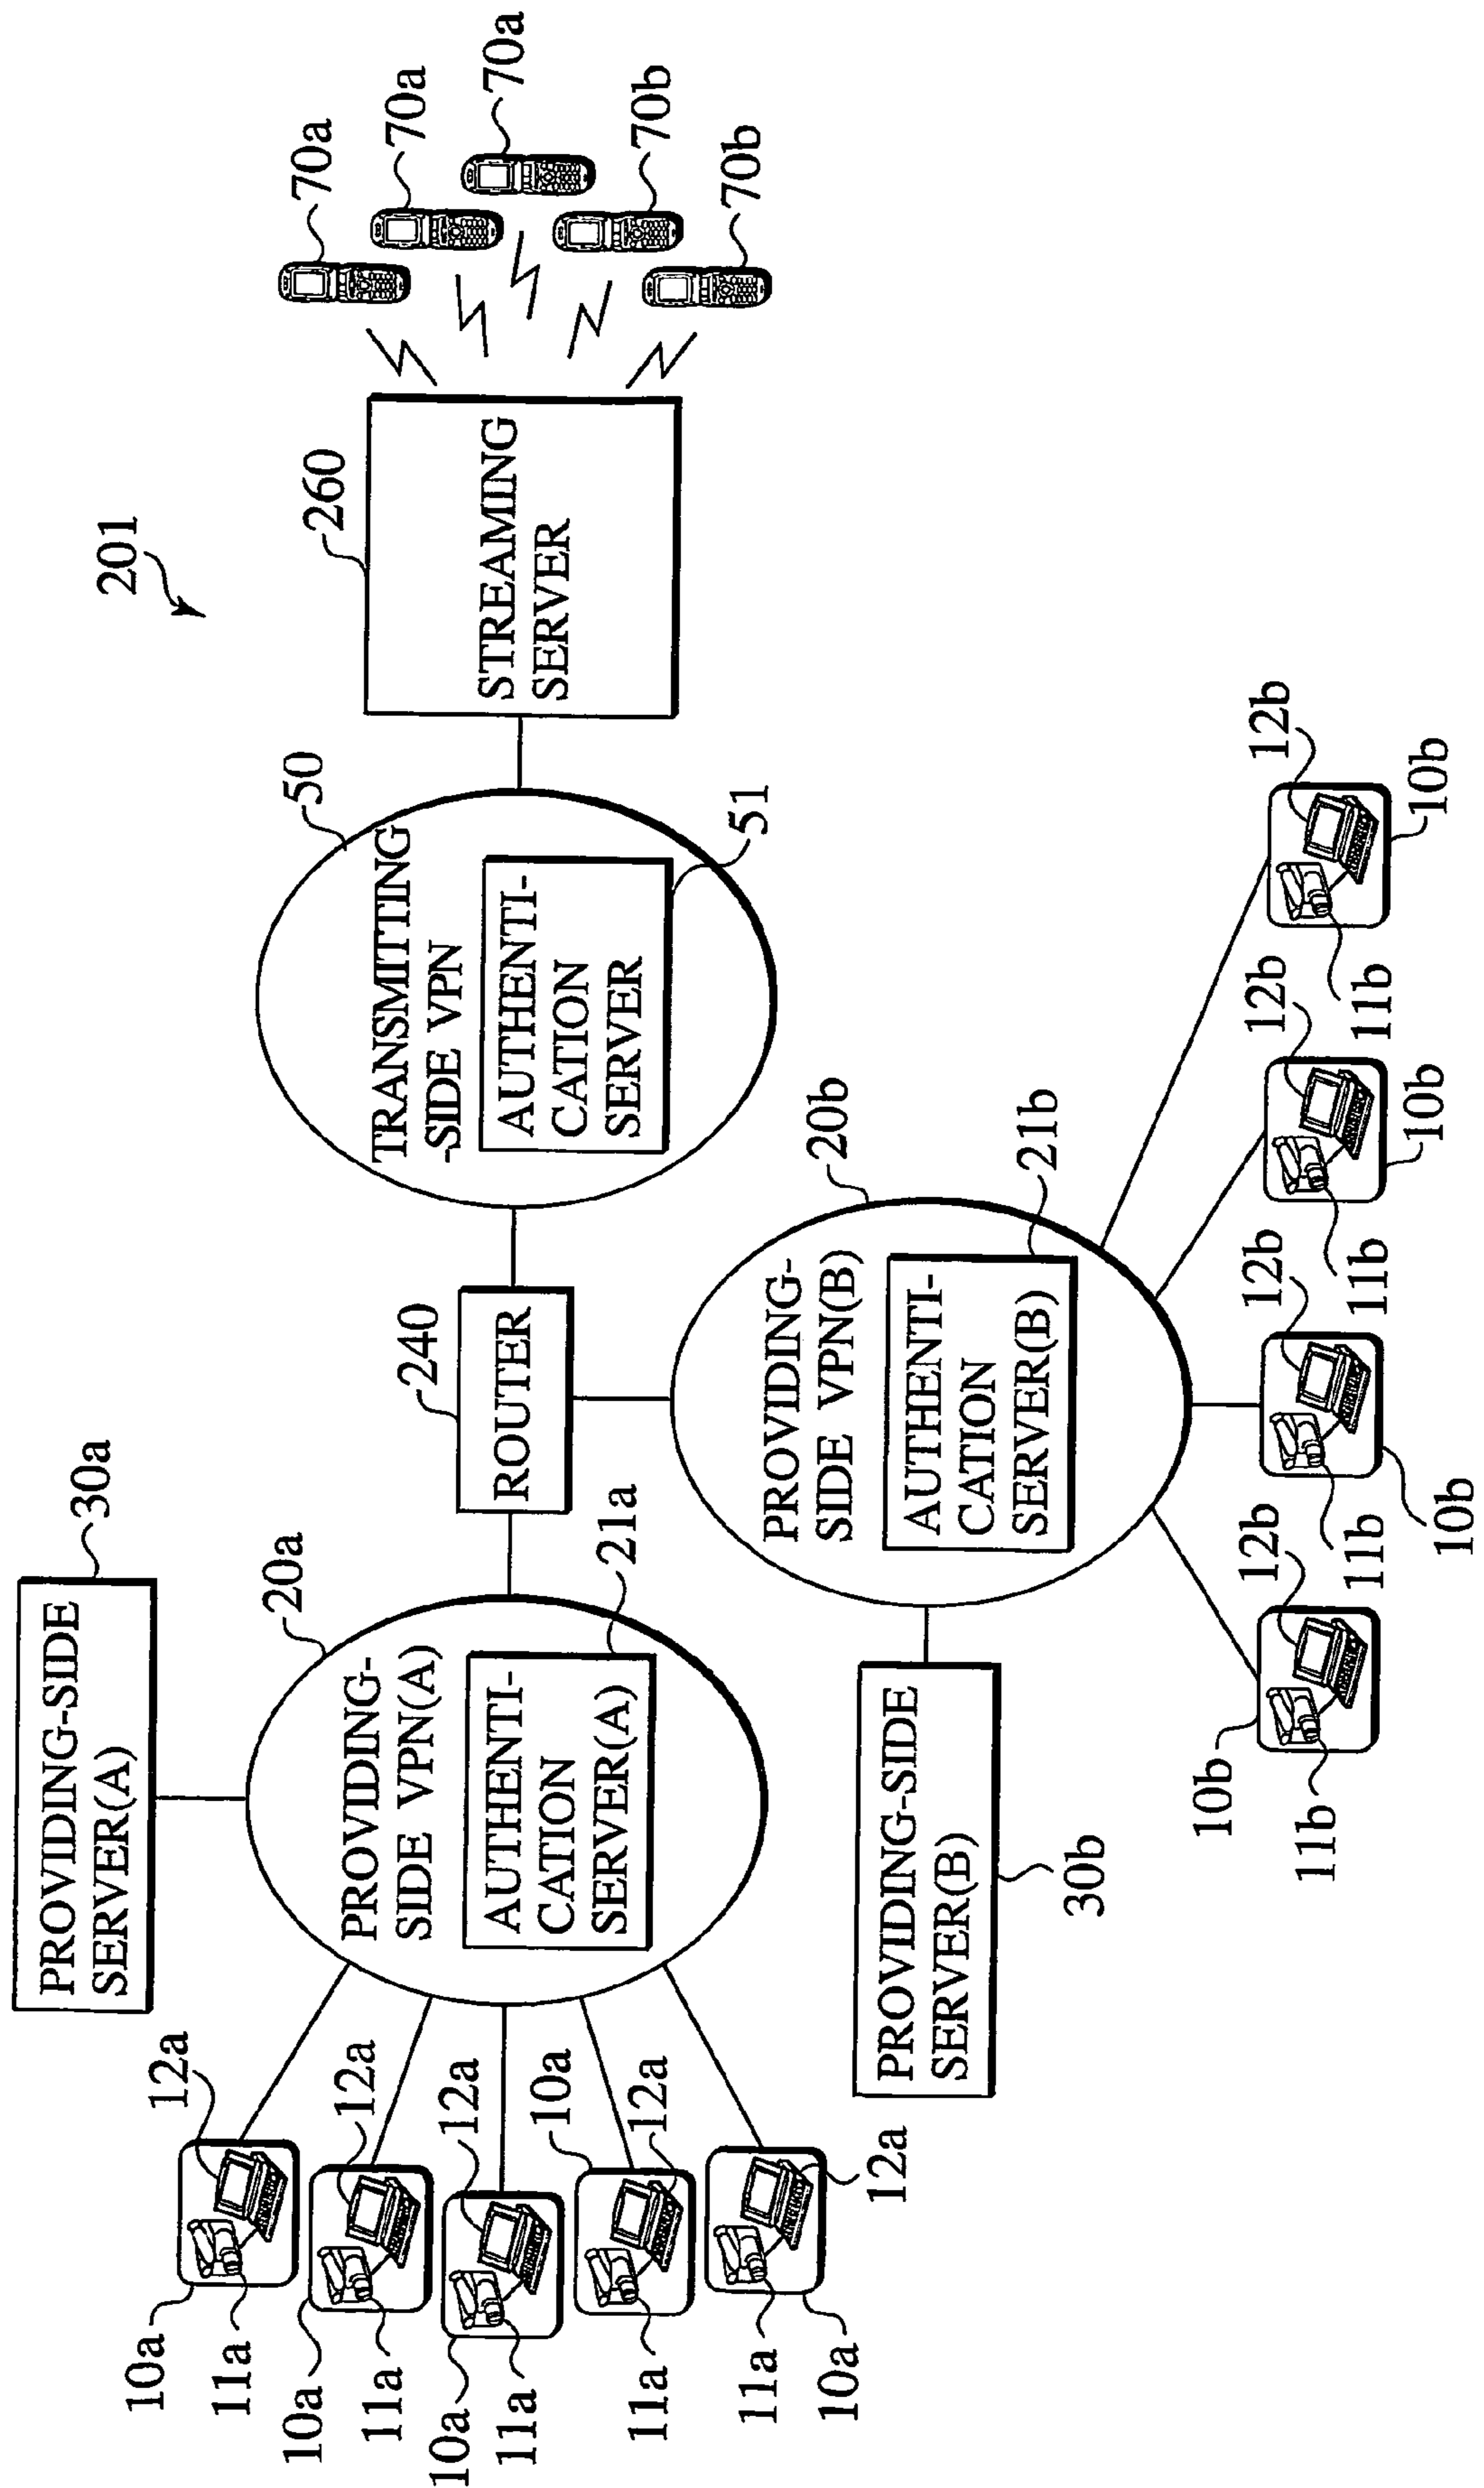 201
30a
PROVIDING-SIDE
SERVER(A)
12a
10a
11a
12a
10a
11a
12a
10a
11a
10a
12a
11a
12a
11a
10a
20a
PROVIDING-
SIDE VPN(A)
21a
AUTHENTI-
CATION
SERVER(A)
240
ROUTER
50
TRANSMITTING
-SIDE VPN
51
AUTHENTI-
CATION
SERVER
260
STREAMING
SERVER
70a
70a
70a
70b
70b
20b
PROVIDING-
SIDE VPN(B)
21b
AUTHENTI-
CATION
SERVER(B)
PROVIDING-SIDE
SERVER(B)
30b
12b
10b
11b
12b
11b
10b
12b
11b
10b
12b
11b
10b